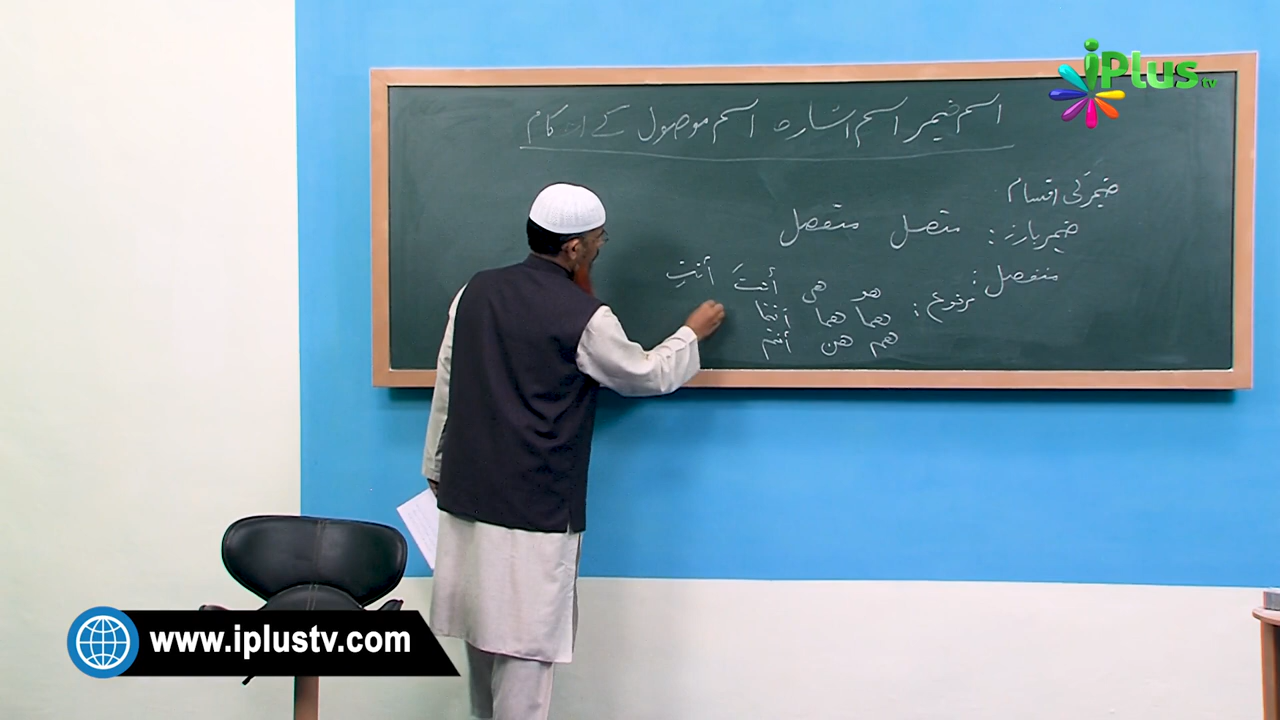 اسم ضمیر اسم اشارہ اسم موصول کے احکام
ضمیر کی اقسام
ضمیر بارز : متصل منفصل
منفصل :
مرفوع : هو هي أنتَ أنتِ
هما هما أنتما
هم هن أنتم
iPlus tv
www.iplustv.com